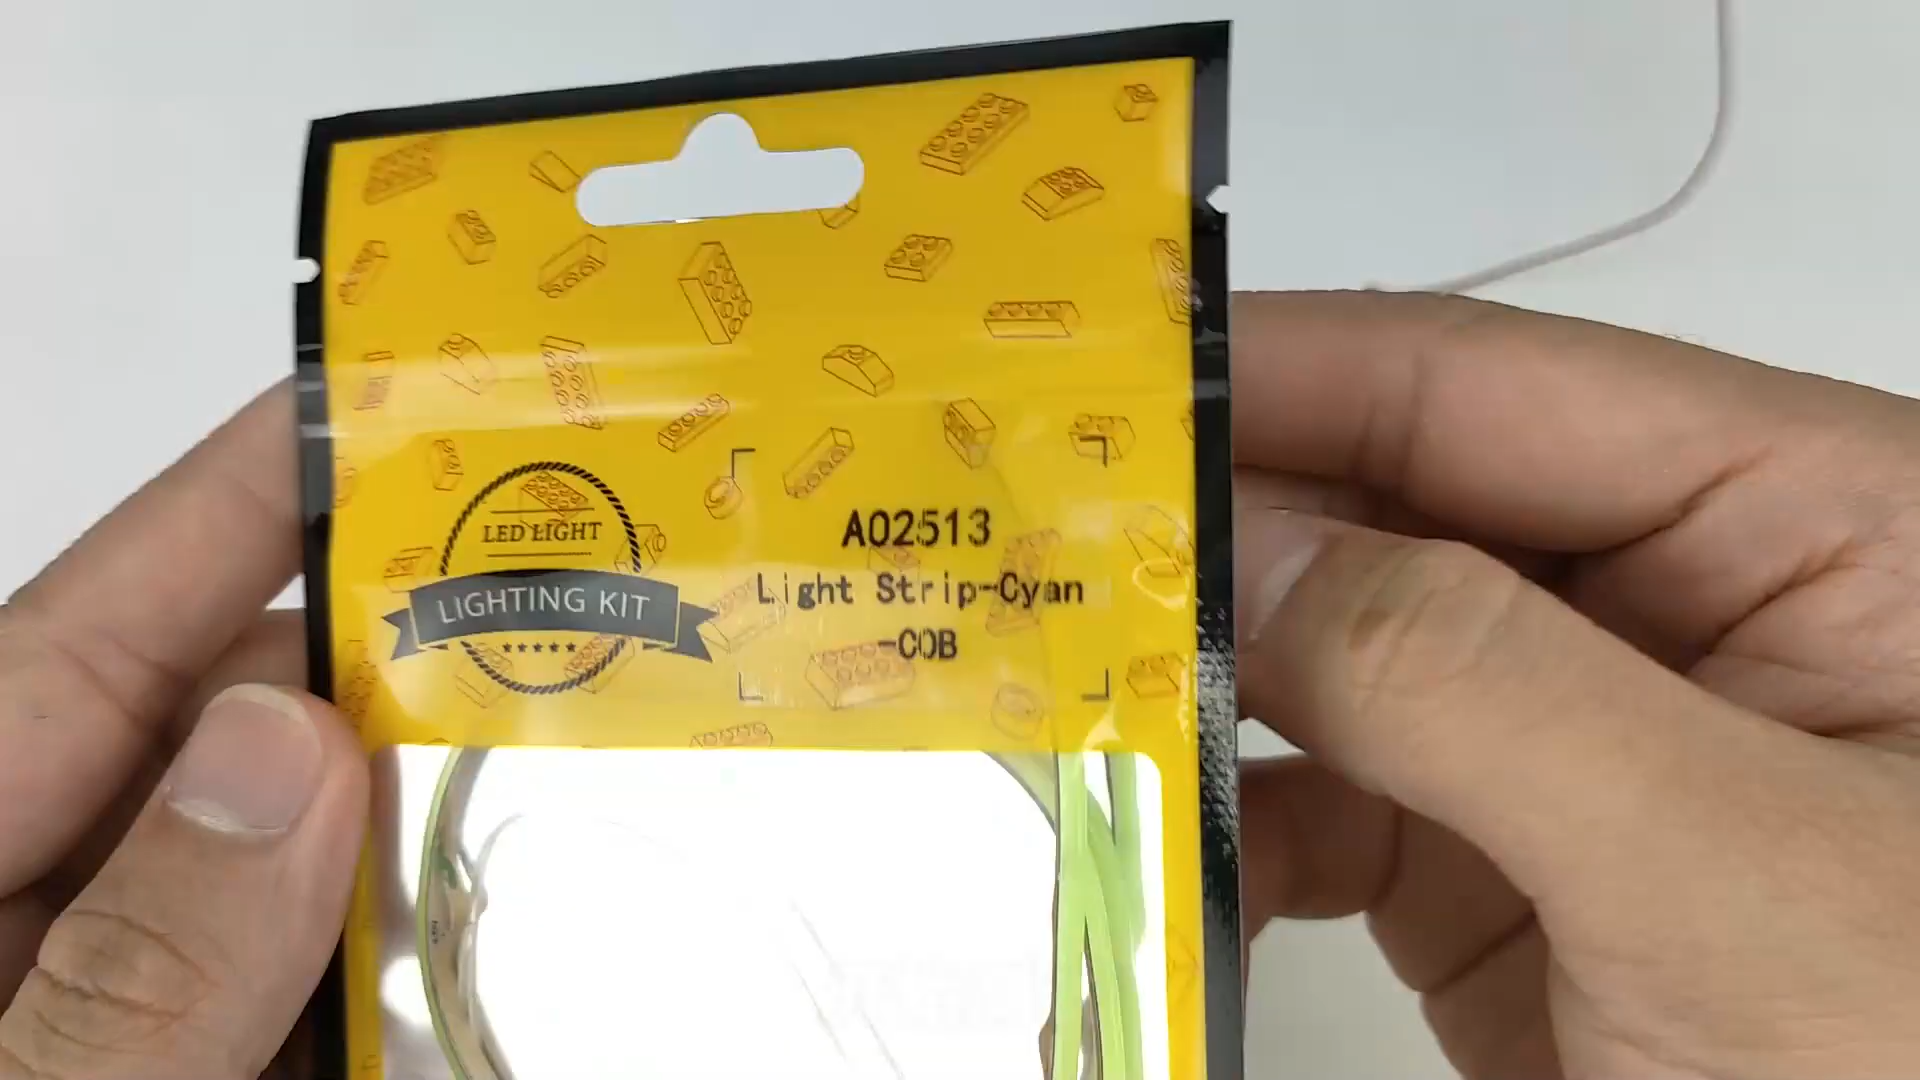 LED LIGHT
LIGHTING KIT
A02513
Light Strip-Cyan
-COB